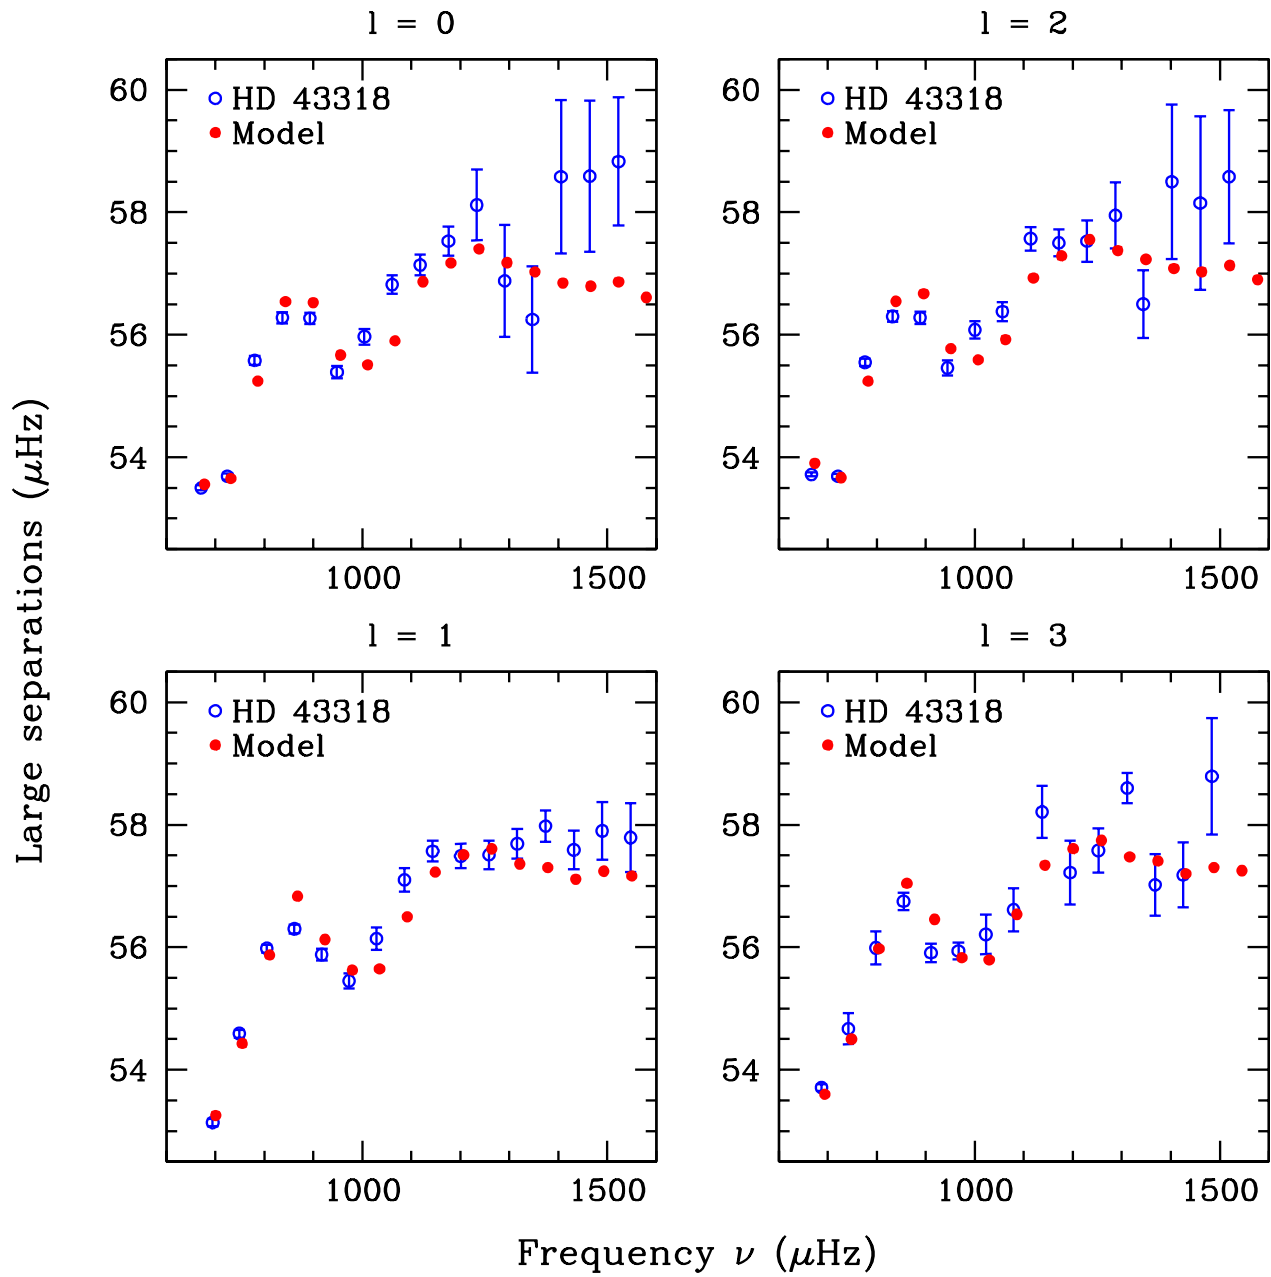 l = 0
HD 43318
Model
60
58
56
54
1000 1500
l = 2
HD 43318
Model
60
58
56
54
1000 1500
l = 1
HD 43318
Model
60
58
56
54
1000 1500
l = 3
HD 43318
Model
60
58
56
54
1000 1500
Large separations (μHz)
Frequency ν (μHz)